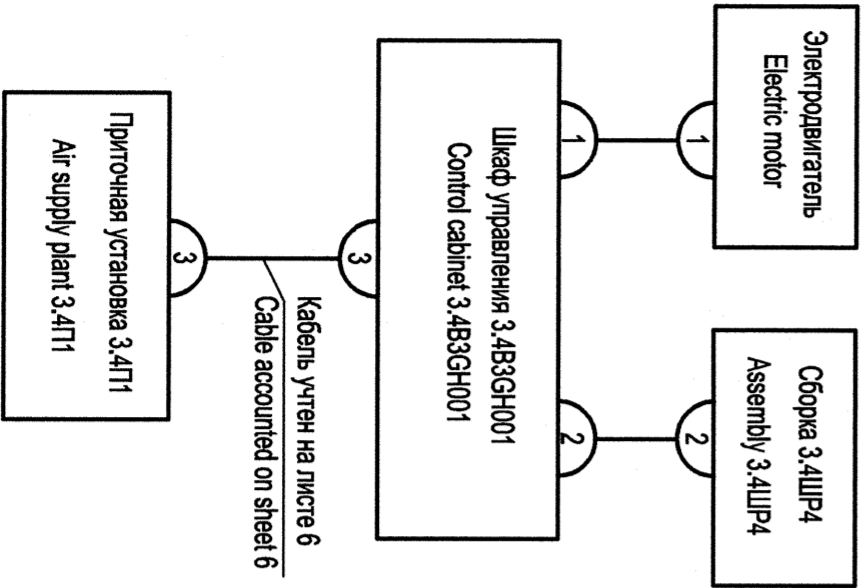 Электродвигатель
Electric motor
Сборка 3.4ШР4
Assembly 3.4ШР4
1
2
1
2
Шкаф управления 3.4В3GH001
Control cabinet 3.4В3GH001
3
Кабель учтен на листе 6
Cable accounted on sheet 6
3
Приточная установка 3.4П1
Air supply plant 3.4П1